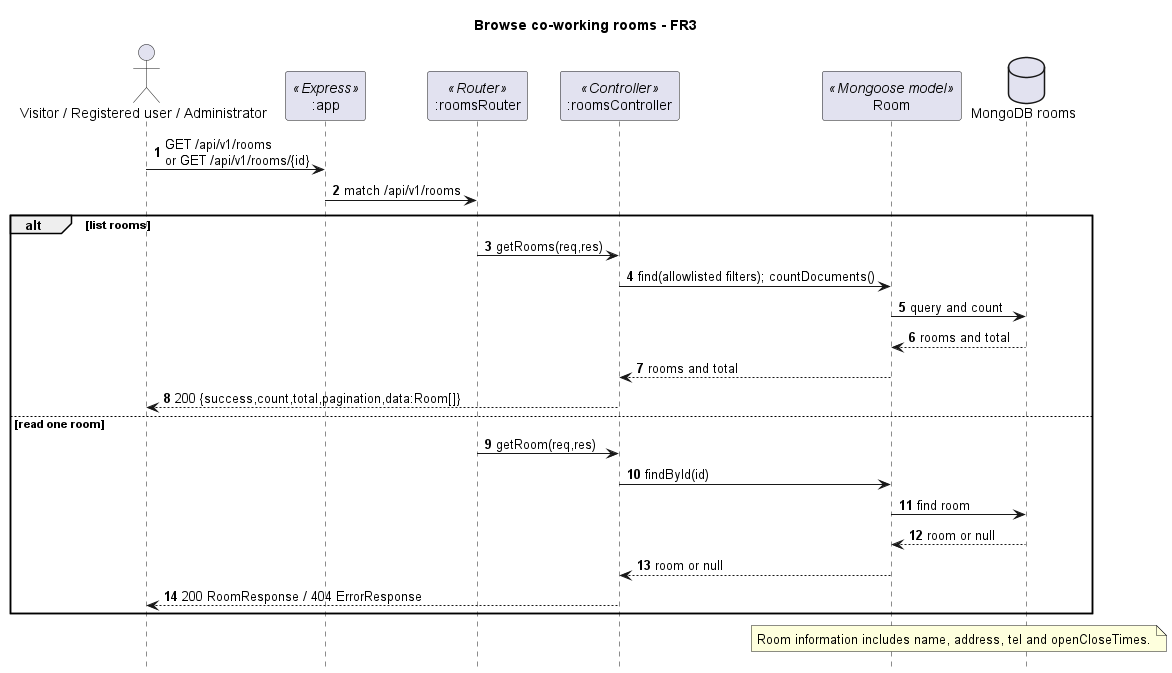 Browse co-working rooms - FR3
Visitor / Registered user / Administrator
«Express»
:app
«Router»
:roomsRouter
«Controller»
:roomsController
«Mongoose model»
Room
MongoDB rooms
1 GET /api/v1/rooms
or GET /api/v1/rooms/{id}
2 match /api/v1/rooms
alt [list rooms]
3 getRooms(req,res)
4 find(allowlisted filters); countDocuments()
5 query and count
6 rooms and total
7 rooms and total
8 200 {success,count,total,pagination,data:Room[]}
[read one room]
9 getRoom(req,res)
10 findById(id)
11 find room
12 room or null
13 room or null
14 200 RoomResponse / 404 ErrorResponse
Room information includes name, address, tel and openCloseTimes.